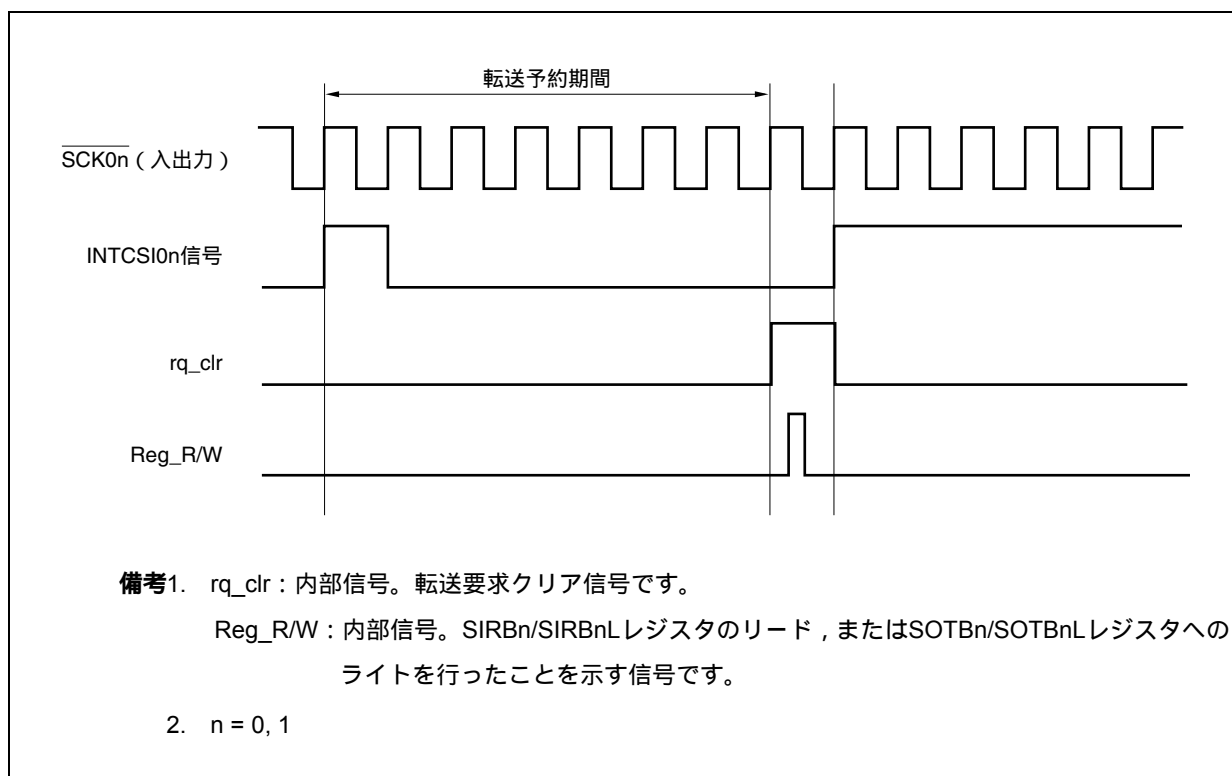 転送予約期間
SCK0n（入出力）
INTCSI0n信号
rq_clr
Reg_R/W
備考1. rq_clr：内部信号。転送要求クリア信号です。
Reg_R/W：内部信号。SIRBn/SIRBnLレジスタのリード，またはSOTBn/SOTBnLレジスタへの
ライトを行ったことを示す信号です。
2. n = 0, 1